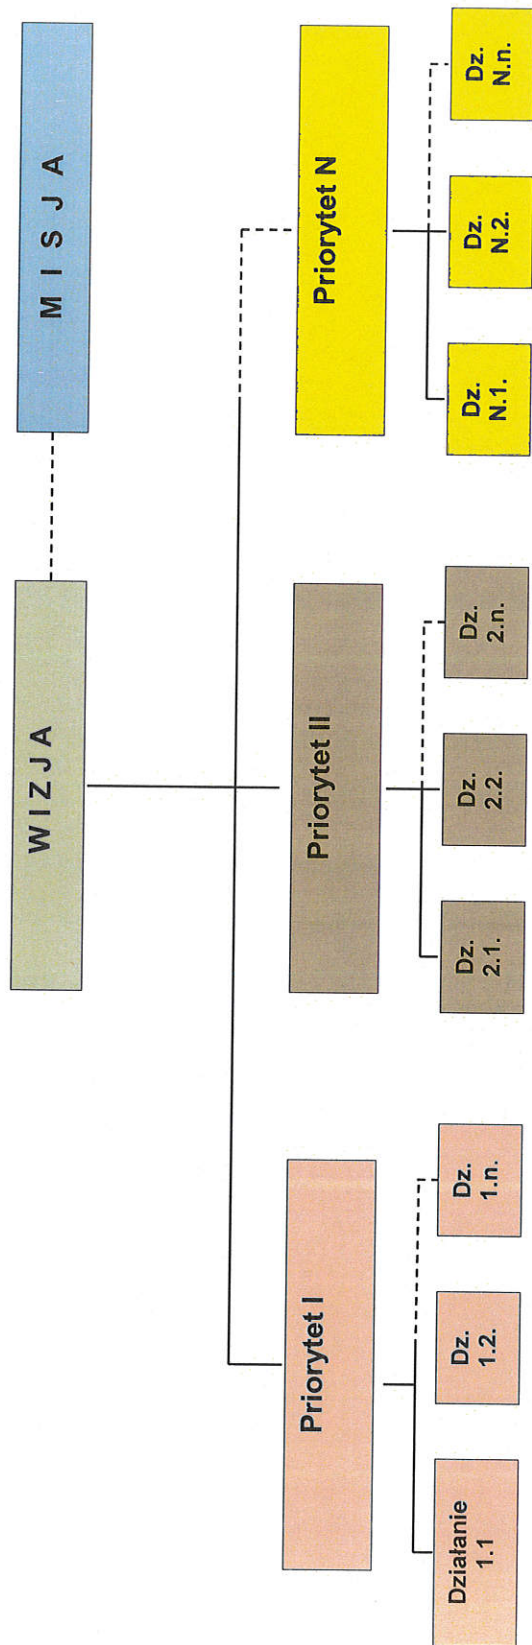 WIZJA
M I S J A
Priorytet I
Priorytet II
Priorytet N
Działanie
1.1
Dz.
1.2.
Dz.
1.n.
Dz.
2.1.
Dz.
2.2.
Dz.
2.n.
Dz.
N.1.
Dz.
N.2.
Dz.
N.n.